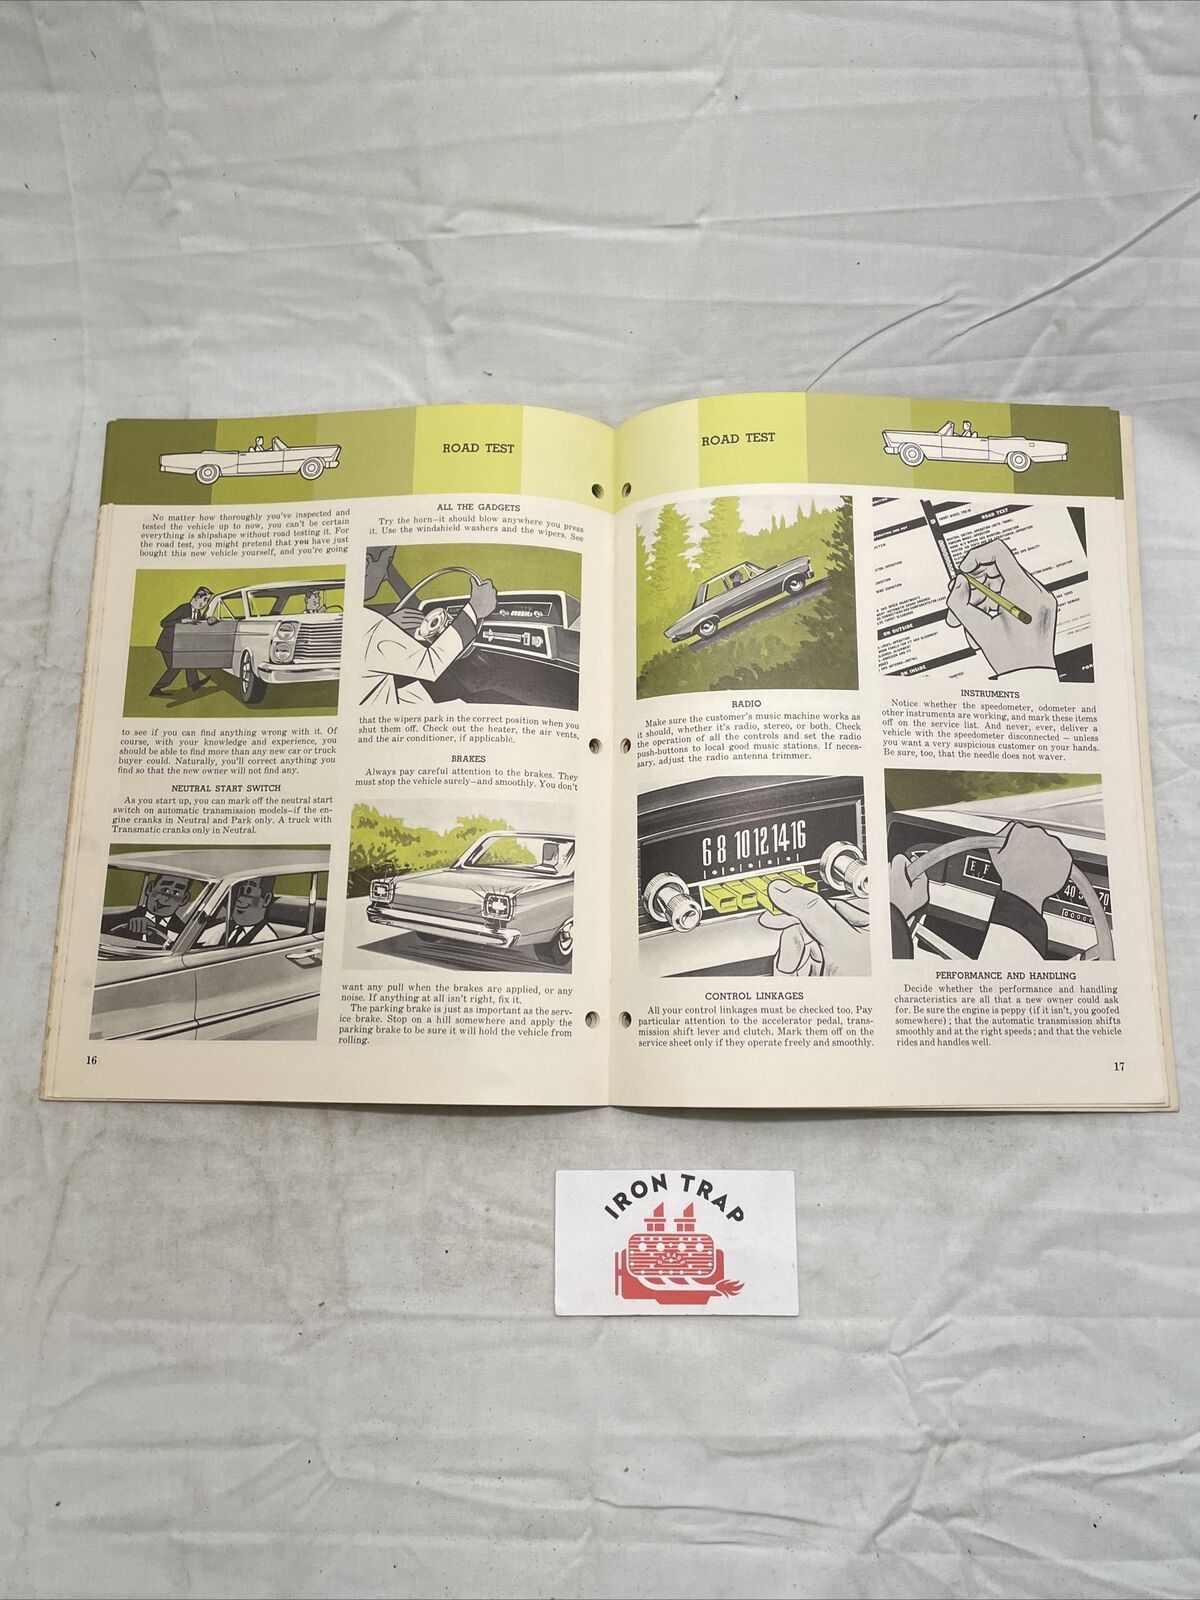 ROAD TEST
No matter how thoroughly you've inspected and
tested the vehicle up to now, you can't be certain
everything is shipshape without road testing it. For
the road test, you might pretend that you have just
bought this new vehicle yourself, and you're going
to see if you can find anything wrong with it. Of
course, with your knowledge and experience, you
should be able to find more than any new car or truck
buyer could. Naturally, you'll correct anything you
find so that the new owner will not find any.
NEUTRAL START SWITCH
As you start up, you can mark off the neutral start
switch on automatic transmission models—if the en-
gine cranks in Neutral and Park only. A truck with
Transmatic cranks only in Neutral.
16
ALL THE GADGETS
Try the horn—it should blow anywhere you press
it. Use the windshield washers and the wipers. See
that the wipers park in the correct position when you
shut them off. Check out the heater, the air vents,
and the air conditioner, if applicable.
BRAKES
Always pay careful attention to the brakes. They
must stop the vehicle surely—and smoothly. You don't
want any pull when the brakes are applied, or any
noise. If anything at all isn't right, fix it.
The parking brake is just as important as the serv-
ice brake. Stop on a hill somewhere and apply the
parking brake to be sure it will hold the vehicle from
rolling.
ROAD TEST
RADIO
Make sure the customer's music machine works as
it should, whether it's radio, stereo, or both. Check
the operation of all the controls and set the radio
push-buttons to local good music stations. If neces-
sary, adjust the radio antenna trimmer.
6 8 10 12 14 16
CONTROL LINKAGES
All your control linkages must be checked too. Pay
particular attention to the accelerator pedal, trans-
mission shift lever and clutch. Mark them off on the
service sheet only if they operate freely and smoothly.
ROAD TEST
ON OUTSIDE
ON INSIDE
INSTRUMENTS
Notice whether the speedometer, odometer and
other instruments are working, and mark these items
off on the service list. And never, ever, deliver a
vehicle with the speedometer disconnected — unless
you want a very suspicious customer on your hands.
Be sure, too, that the needle does not waver.
E F
40
70
PERFORMANCE AND HANDLING
Decide whether the performance and handling
characteristics are all that a new owner could ask
for. Be sure the engine is peppy (if it isn't, you goofed
somewhere); that the automatic transmission shifts
smoothly and at the right speeds; and that the vehicle
rides and handles well.
17
IRON TRAP